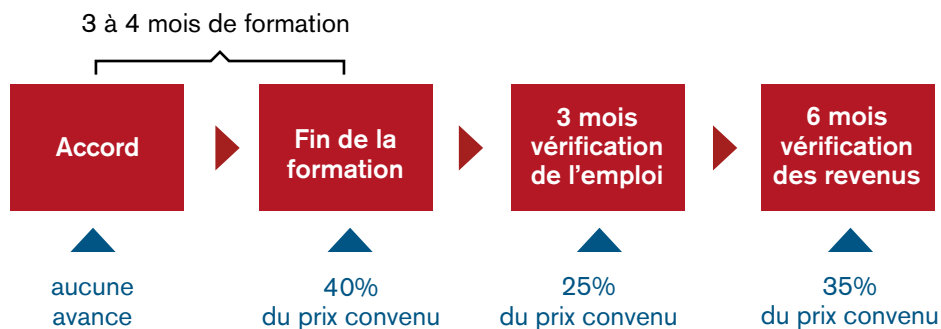 3 à 4 mois de formation
Accord
Fin de la
formation
3 mois
vérification
de l’emploi
6 mois
vérification
des revenus
aucune
avance
40%
du prix convenu
25%
du prix convenu
35%
du prix convenu